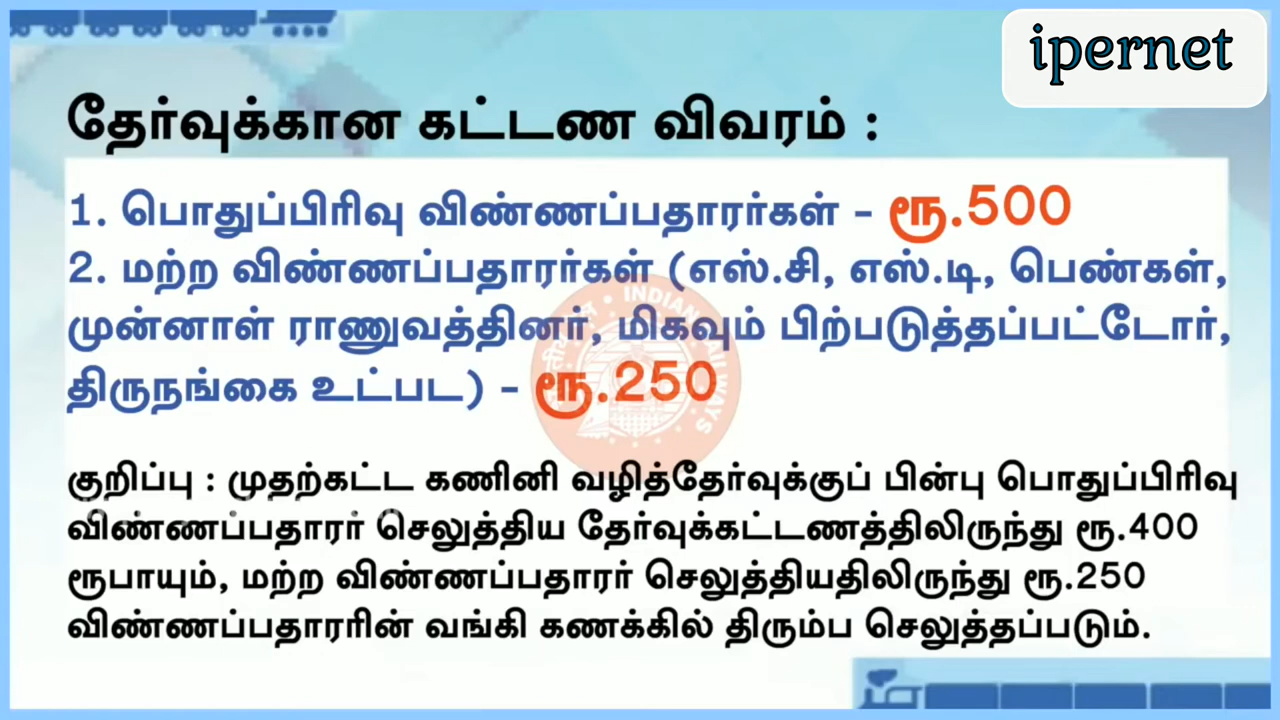 ipernet
தேர்வுக்கான கட்டண விவரம் :
1. பொதுப்பிரிவு விண்ணப்பதாரர்கள் - ரூ.500
2. மற்ற விண்ணப்பதாரர்கள் (எஸ்.சி, எஸ்.டி, பெண்கள்,
முன்னாள் ராணுவத்தினர், மிகவும் பிற்படுத்தப்பட்டோர்,
திருநங்கை உட்பட) - ரூ.250
INDIAN RAILWAYS
குறிப்பு : முதற்கட்ட கணினி வழித்தேர்வுக்குப் பின்பு பொதுப்பிரிவு
விண்ணப்பதாரர் செலுத்திய தேர்வுக்கட்டணத்திலிருந்து ரூ.400
ரூபாயும், மற்ற விண்ணப்பதாரர் செலுத்தியதிலிருந்து ரூ.250
விண்ணப்பதாரரின் வங்கி கணக்கில் திரும்ப செலுத்தப்படும்.